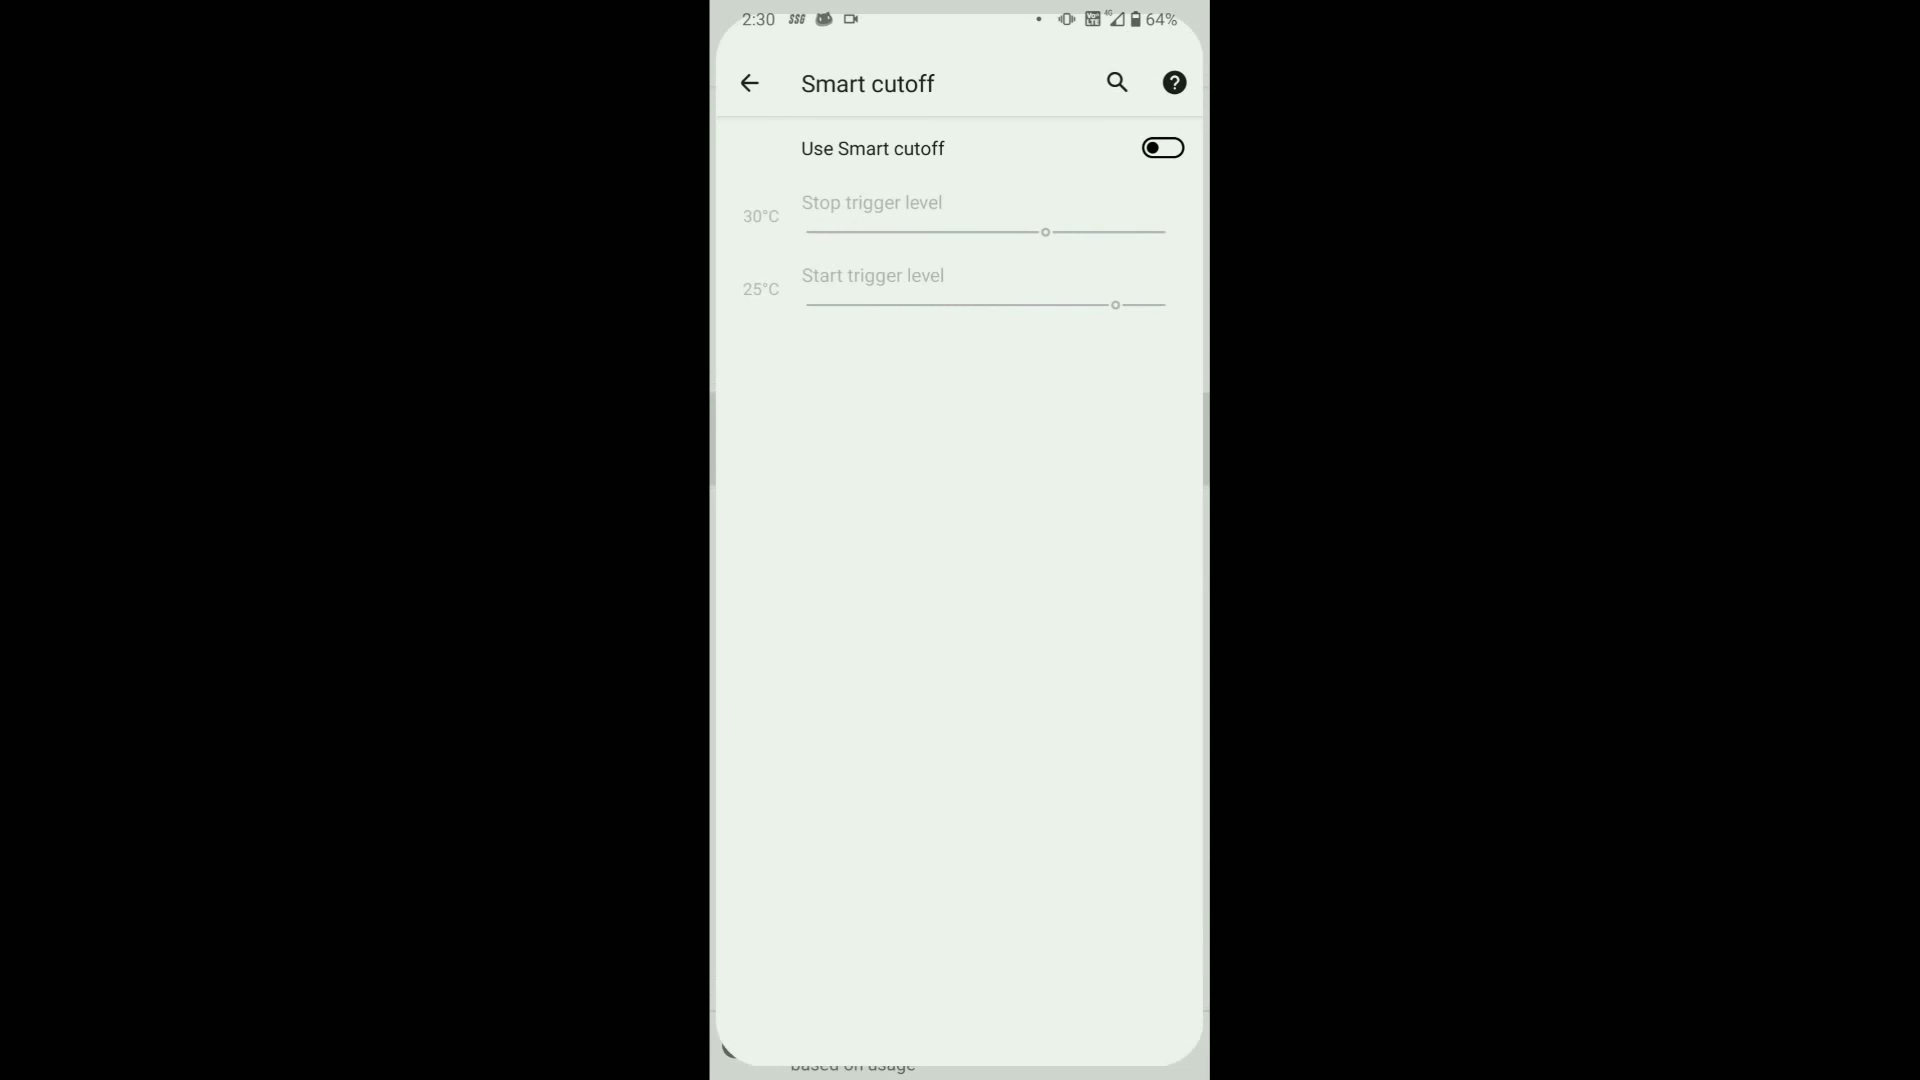 2:30 64%
Smart cutoff
Use Smart cutoff
Stop trigger level
30°C
Start trigger level
25°C
based on usage